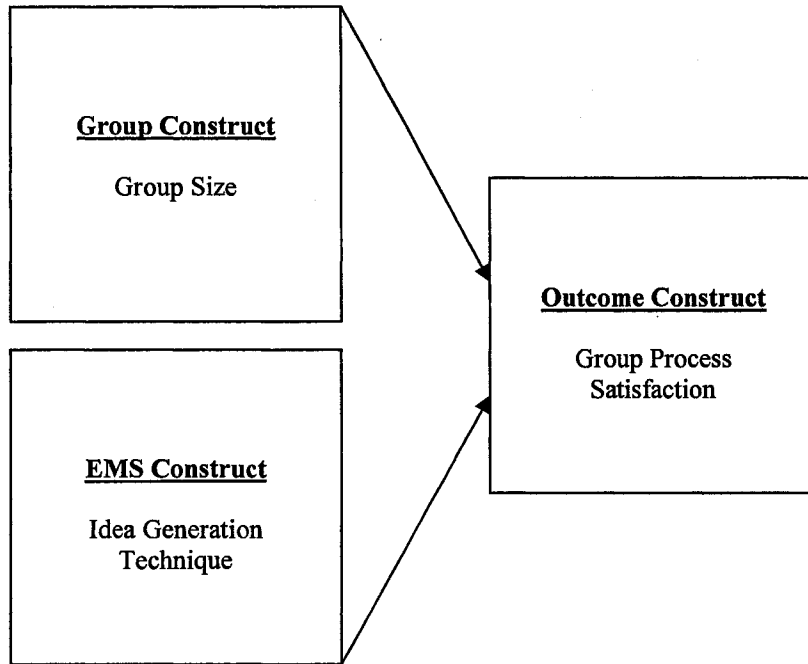 Group Construct
Group Size
EMS Construct
Idea Generation
Technique
Outcome Construct
Group Process
Satisfaction